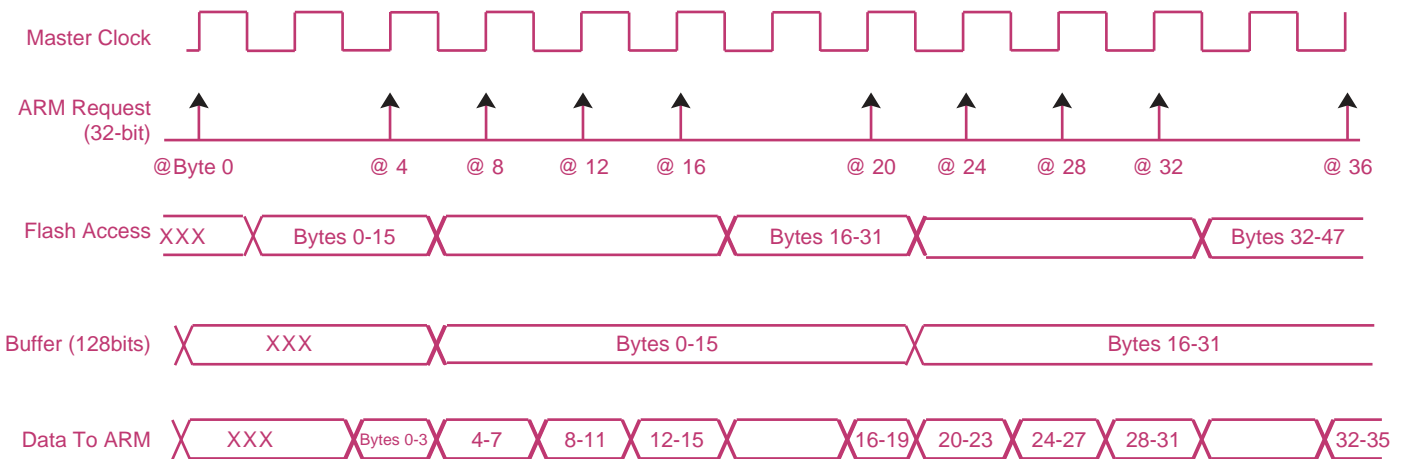 Master Clock
ARM Request
(32-bit)
@Byte 0 @ 4 @ 8 @ 12 @ 16 @ 20 @ 24 @ 28 @ 32 @ 36
Flash Access XXX Bytes 0-15 Bytes 16-31 Bytes 32-47
Buffer (128bits) XXX Bytes 0-15 Bytes 16-31
Data To ARM XXX Bytes 0-3 4-7 8-11 12-15 16-19 20-23 24-27 28-31 32-35